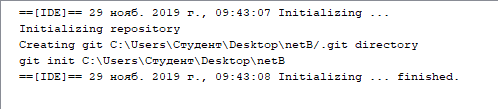 ==[IDE]== 29 нояб. 2019 г., 09:43:07 Initializing ...
Initializing repository
Creating git C:\Users\Студент\Desktop\netB/.git directory
git init C:\Users\Студент\Desktop\netB
==[IDE]== 29 нояб. 2019 г., 09:43:08 Initializing ... finished.